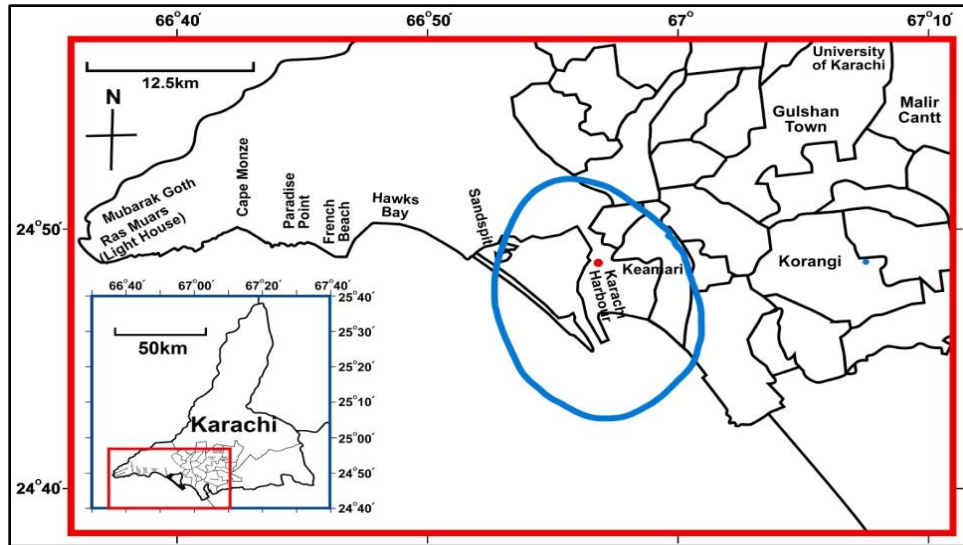 66°40´
66°50´
67°
67°10´
12.5km
N
University
of Karachi
Gulshan
Town
Malir
Cantt
Mubarak Goth
Ras Muars
(Light House)
Cape Monze
Paradise
Point
French
Beach
Hawks
Bay
Sandspit
24°50´
Karachi
Harbour
Keamari
Korangi
24°40´
66°40´
67°00´
67°20´
67°40´
50km
Karachi
25°40´
25°30´
25°20´
25°10´
25°00´
24°50´
24°40´